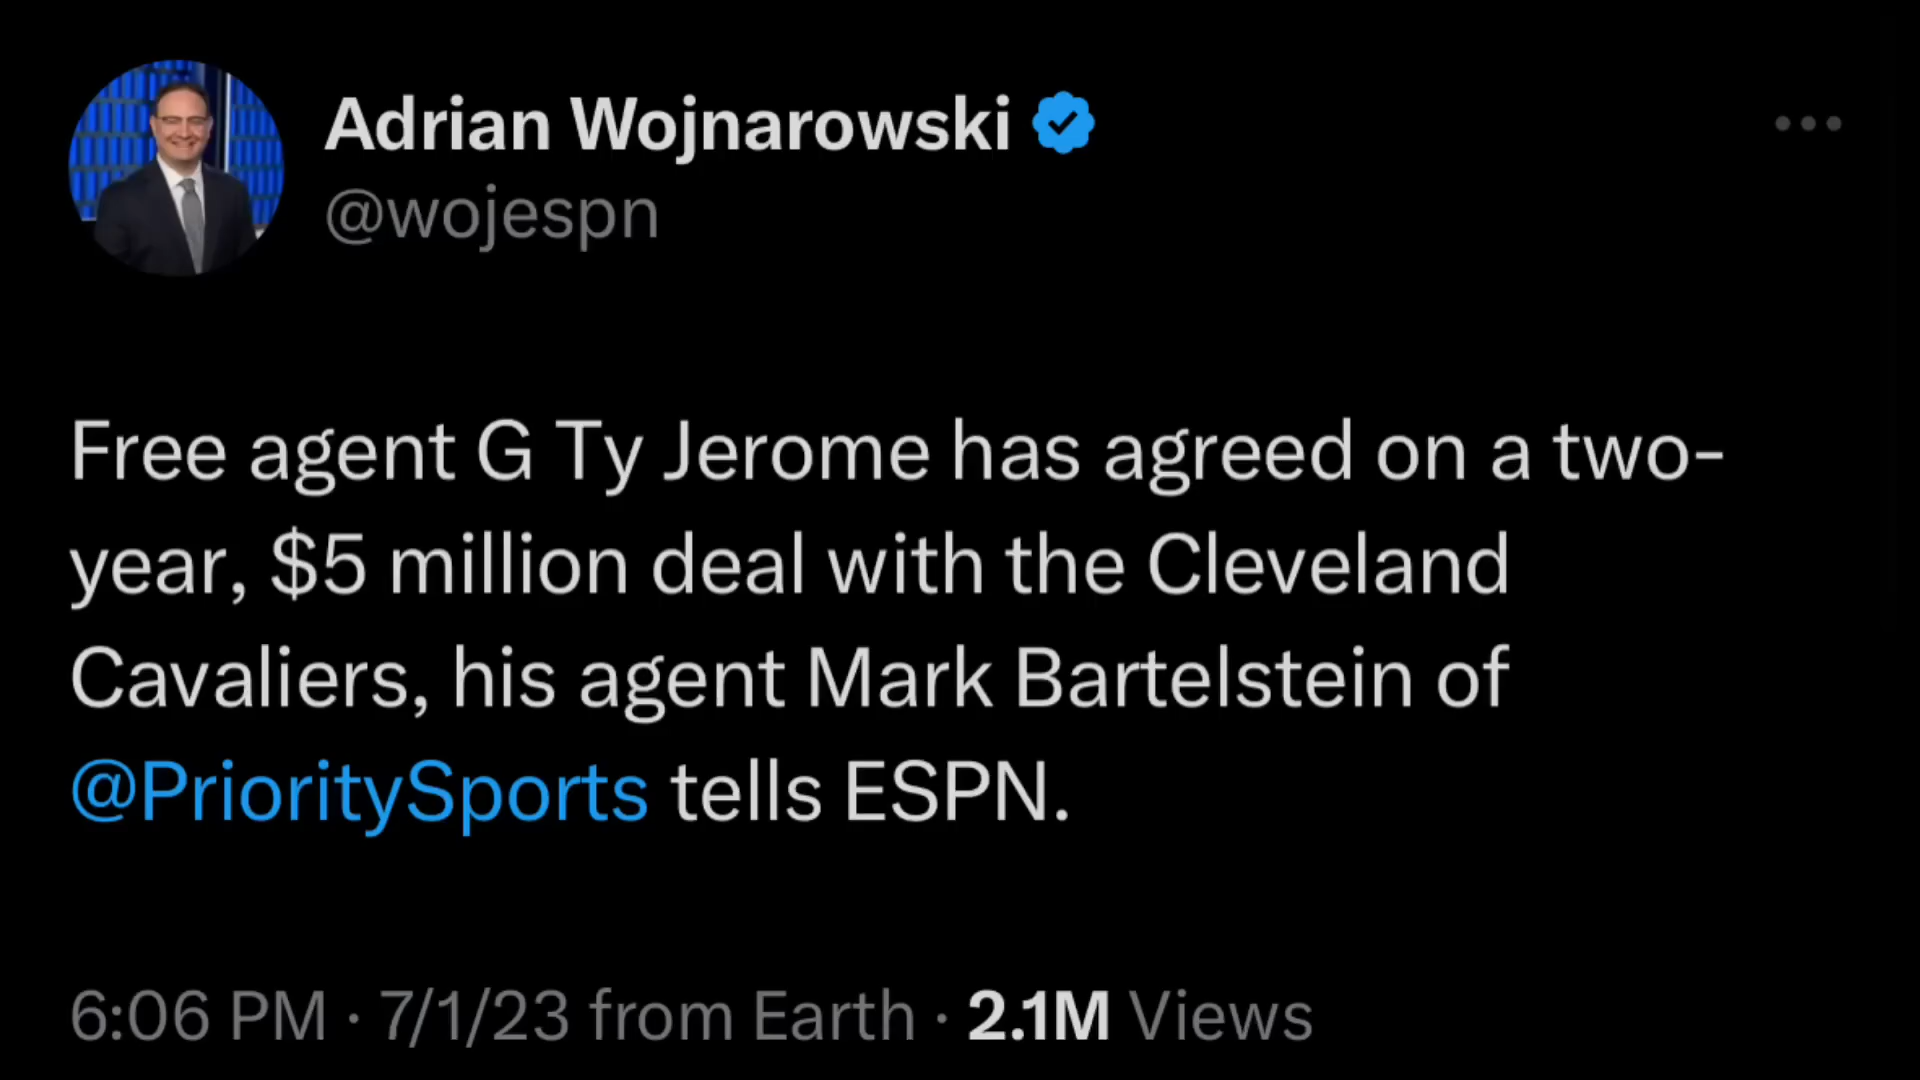 Adrian Wojnarowski
@wojespn
Free agent G Ty Jerome has agreed on a two-
year, $5 million deal with the Cleveland
Cavaliers, his agent Mark Bartelstein of
@PrioritySports tells ESPN.
6:06 PM · 7/1/23 from Earth · 2.1M Views